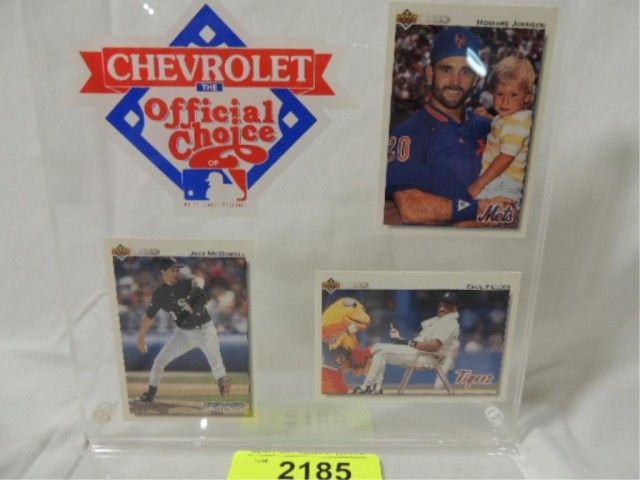 CHEVROLET
THE
Official
Choice
OF
HOWARD JOHNSON
20
Mets
JACK MCDOWELL
CECIL FIELDER
Tigers
2185